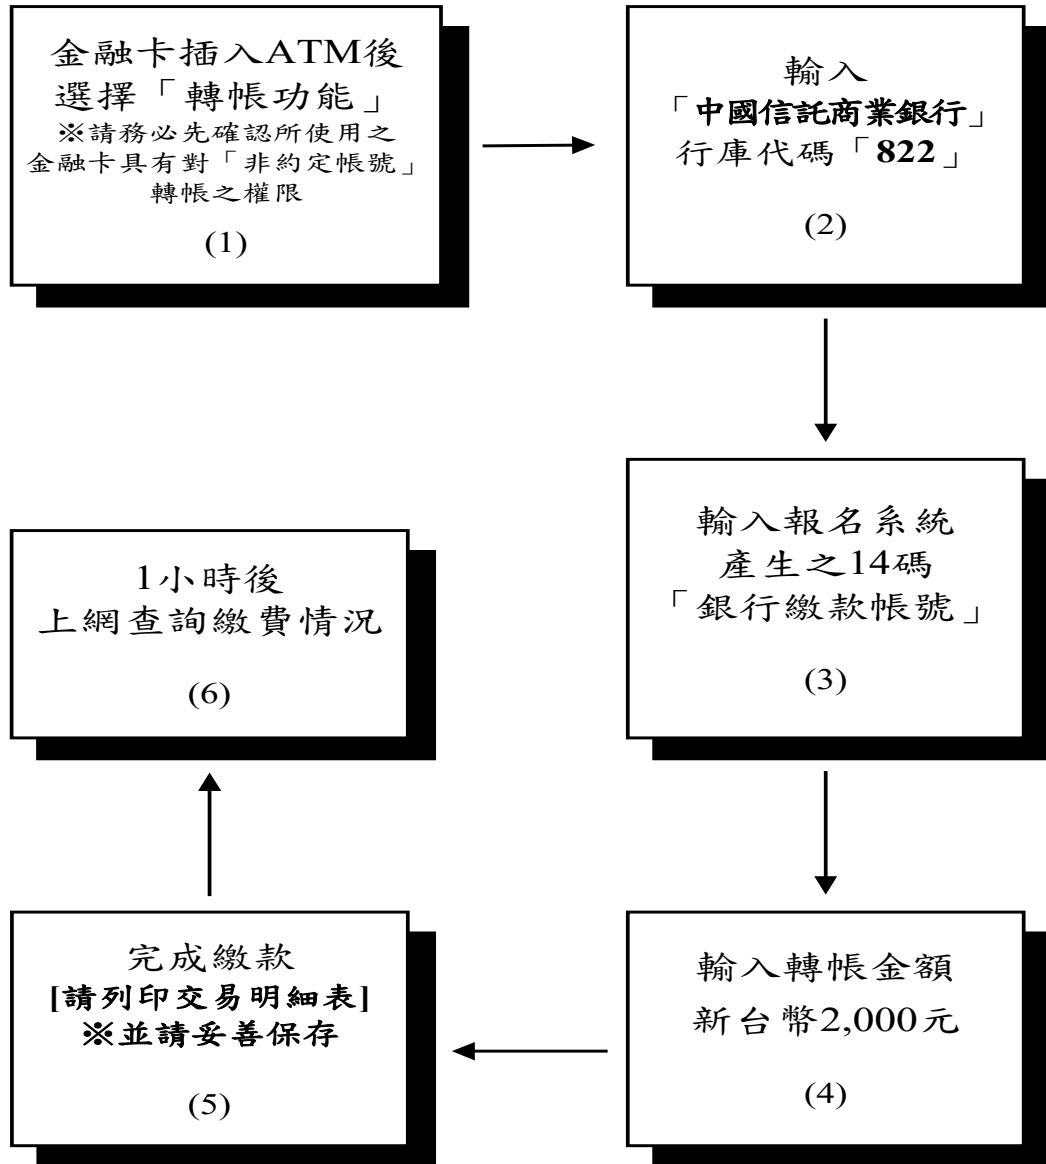 金融卡插入ATM後
選擇「轉帳功能」
※請務必先確認所使用之
金融卡具有對「非約定帳號」
轉帳之權限
(1)
輸入
「中國信託商業銀行」
行庫代碼「822」
(2)
輸入報名系統
產生之14碼
「銀行繳款帳號」
(3)
輸入轉帳金額
新台幣2,000元
(4)
完成繳款
[請列印交易明細表]
※並請妥善保存
(5)
1小時後
上網查詢繳費情況
(6)